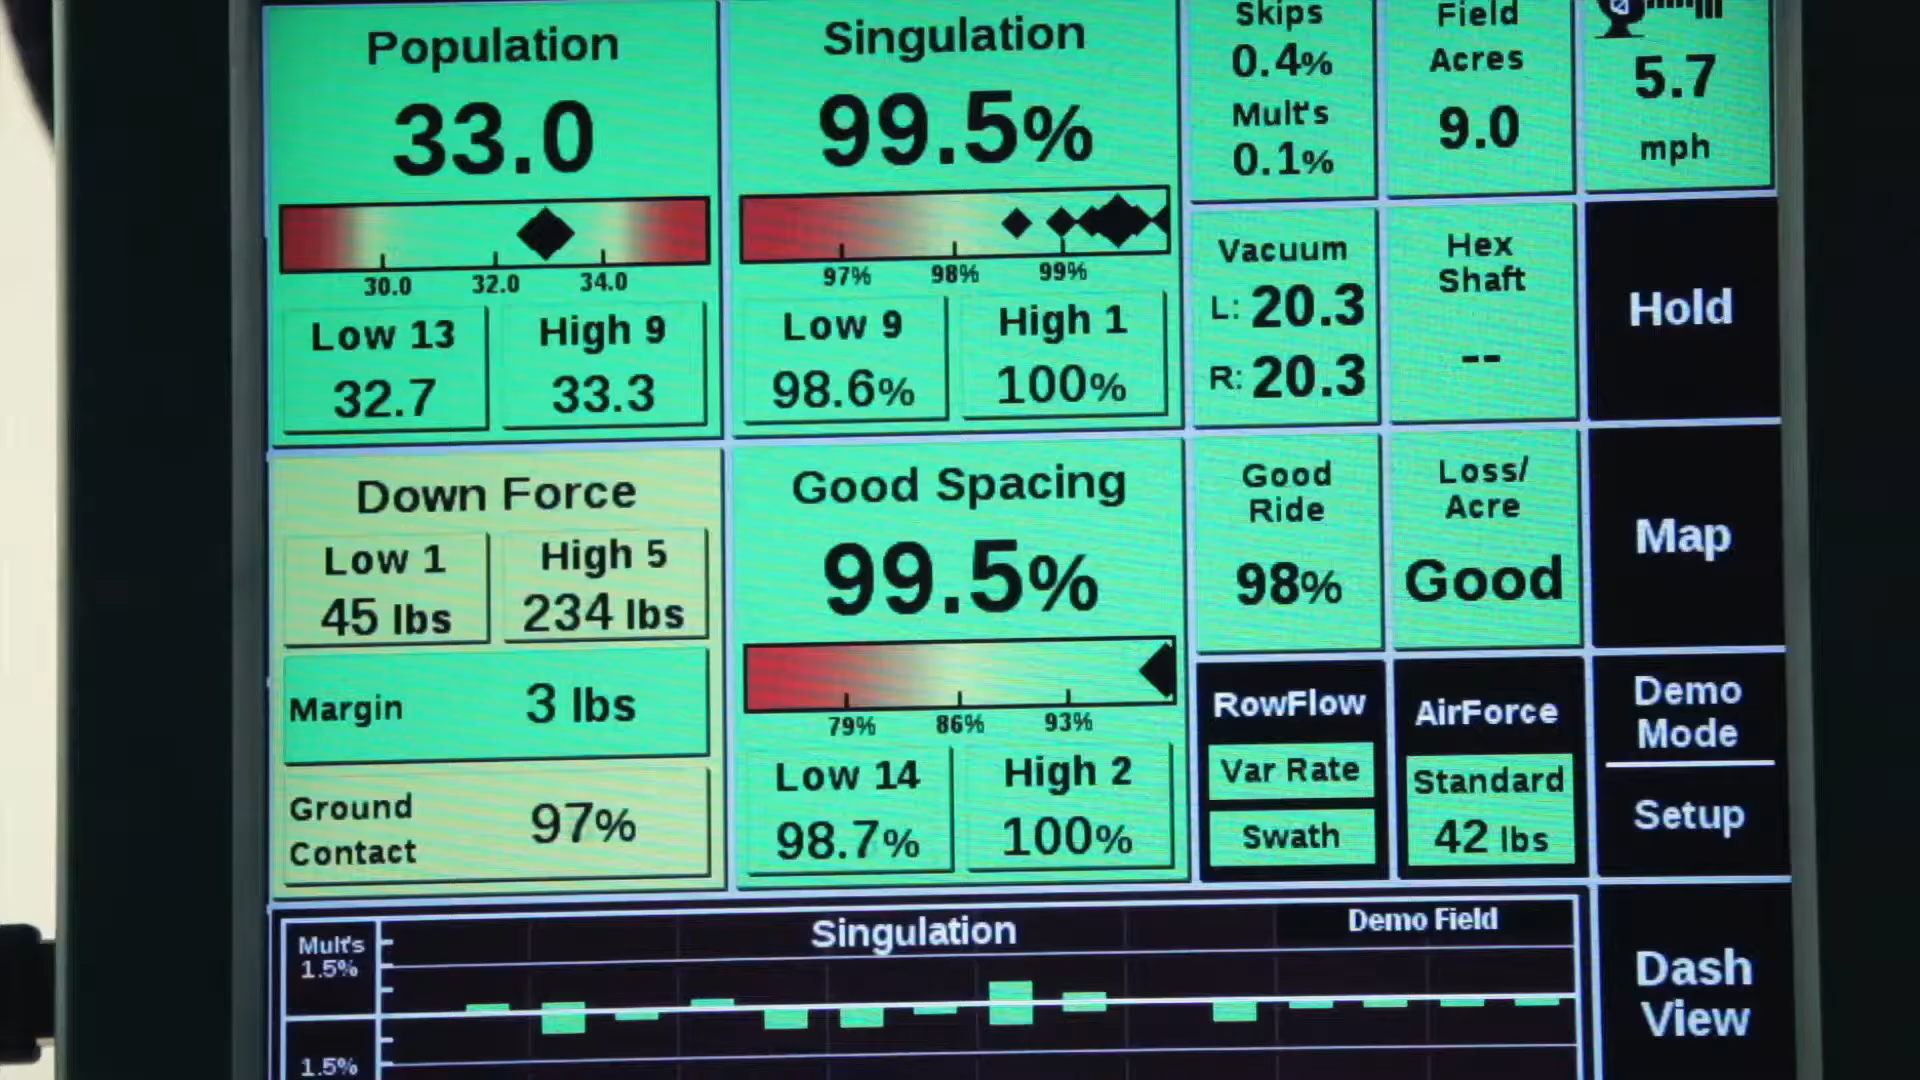 Population
33.0
30.0 32.0 34.0
Low 13
32.7
High 9
33.3
Singulation
99.5%
97% 98% 99%
Low 9
98.6%
High 1
100%
Skips
0.4%
Mult's
0.1%
Field
Acres
9.0
5.7
mph
Vacuum
L: 20.3
R: 20.3
Hex
Shaft
--
Hold
Down Force
Low 1
45 lbs
High 5
234 lbs
Margin 3 lbs
Ground
Contact
97%
Good Spacing
99.5%
79% 86% 93%
Low 14
98.7%
High 2
100%
Good
Ride
98%
Loss/
Acre
Good
Map
RowFlow
Var Rate
Swath
AirForce
Standard
42 lbs
Demo
Mode
Setup
Singulation
Demo Field
Mult's
1.5%
1.5%
Dash
View